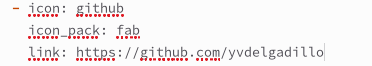 - icon: github
icon_pack: fab
link: https://github.com/yvdelgadillo